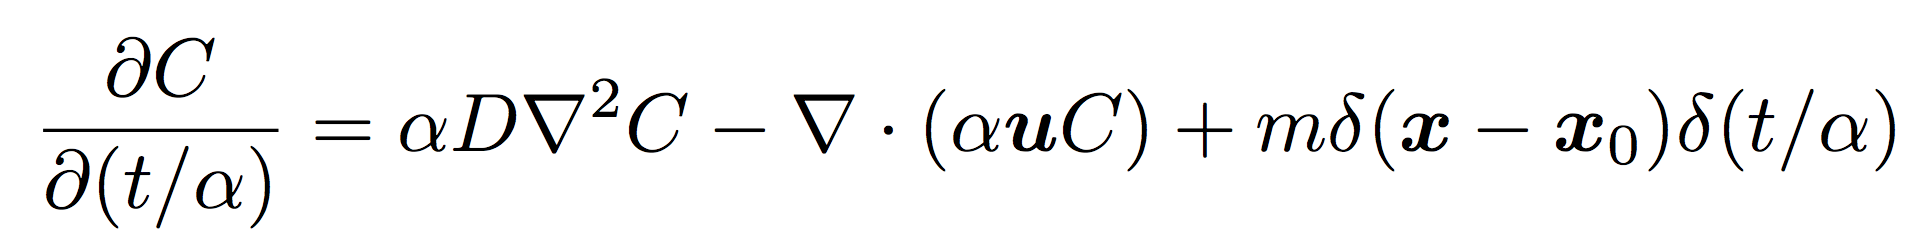 ∂C/∂(t/α) = αD∇²C − ∇ · (α𝒖C) + mδ(𝒙 − 𝒙₀)δ(t/α)